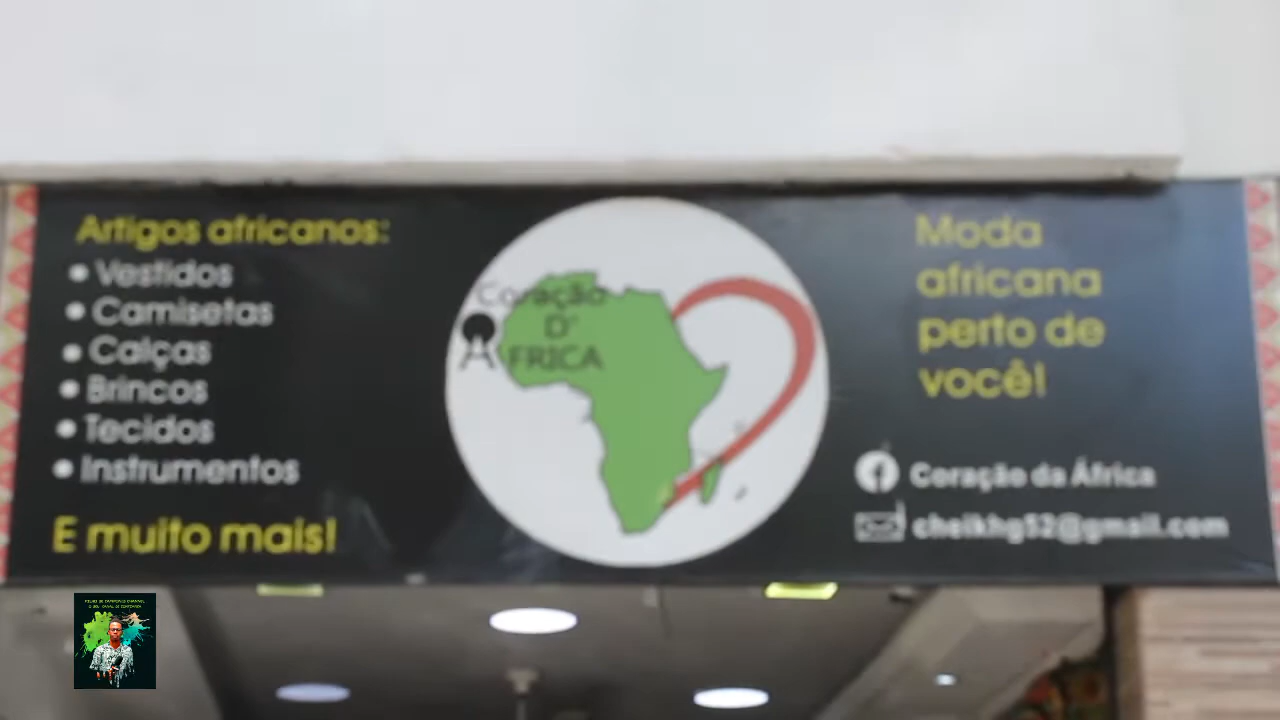 Artigos africanos:
• Vestidos
• Camisetas
• Calças
• Brincos
• Tecidos
• Instrumentos
E muito mais!
Coração
D'
ÁFRICA
Moda
africana
perto de
você!
Coração da África
cheikhg52@gmail.com